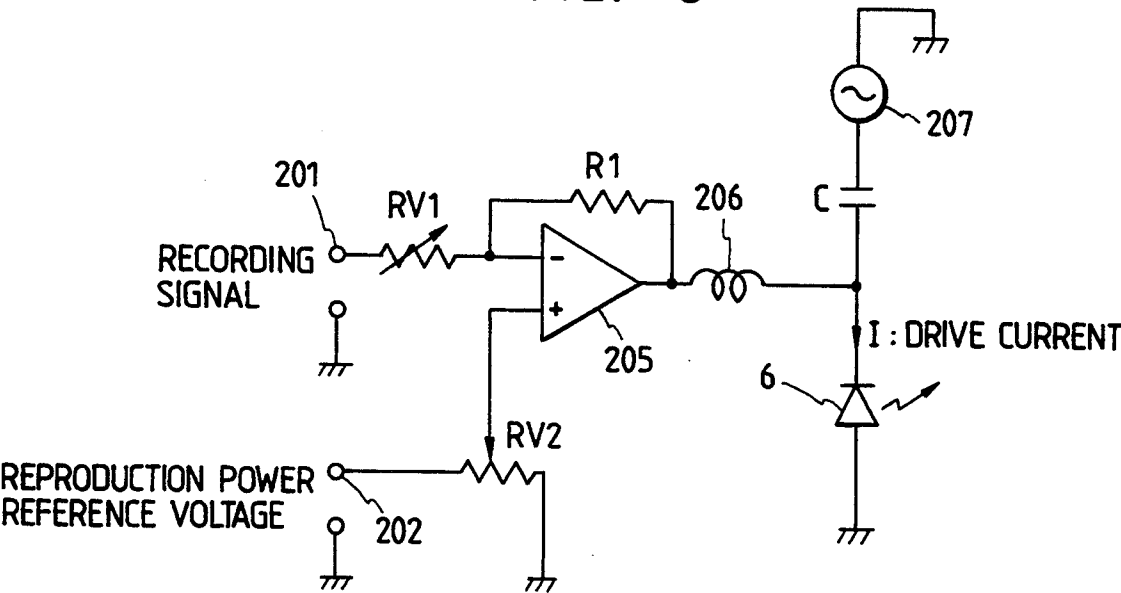 207
201
R1
206
C
RV1
RECORDING
SIGNAL
-
+
205
I : DRIVE CURRENT
6
RV2
REPRODUCTION POWER
REFERENCE VOLTAGE
202